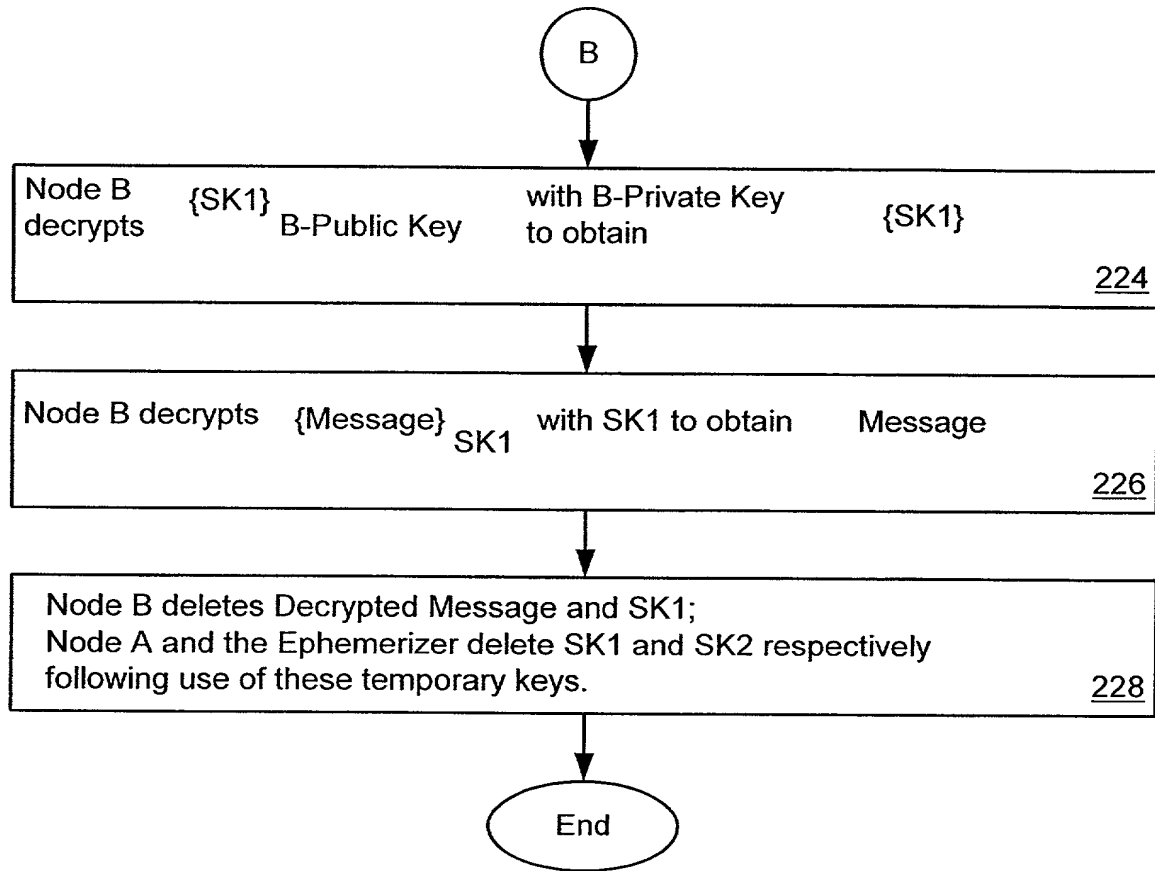 B
Node B decrypts {SK1} B-Public Key with B-Private Key to obtain {SK1}
224
Node B decrypts {Message} SK1 with SK1 to obtain Message
226
Node B deletes Decrypted Message and SK1;
Node A and the Ephemerizer delete SK1 and SK2 respectively
following use of these temporary keys.
228
End